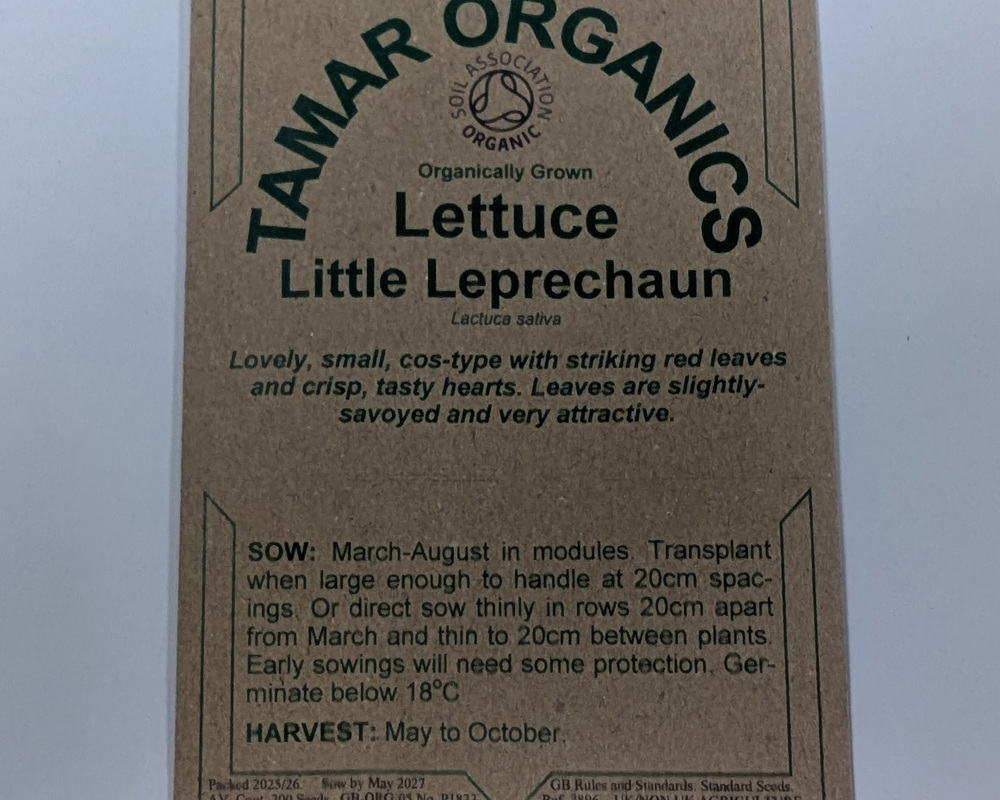 TAMAR ORGANICS
SOIL ASSOCIATION
ORGANIC
Organically Grown
Lettuce
Little Leprechaun
Lactuca sativa
Lovely, small, cos-type with striking red leaves
and crisp, tasty hearts. Leaves are slightly-
savoyed and very attractive.
SOW: March-August in modules. Transplant
when large enough to handle at 20cm spac-
ings. Or direct sow thinly in rows 20cm apart
from March and thin to 20cm between plants.
Early sowings will need some protection. Ger-
minate below 18°C
HARVEST: May to October.
Packed 2025/26. Sow by May 2027
GB Rules and Standards. Standard Seeds.